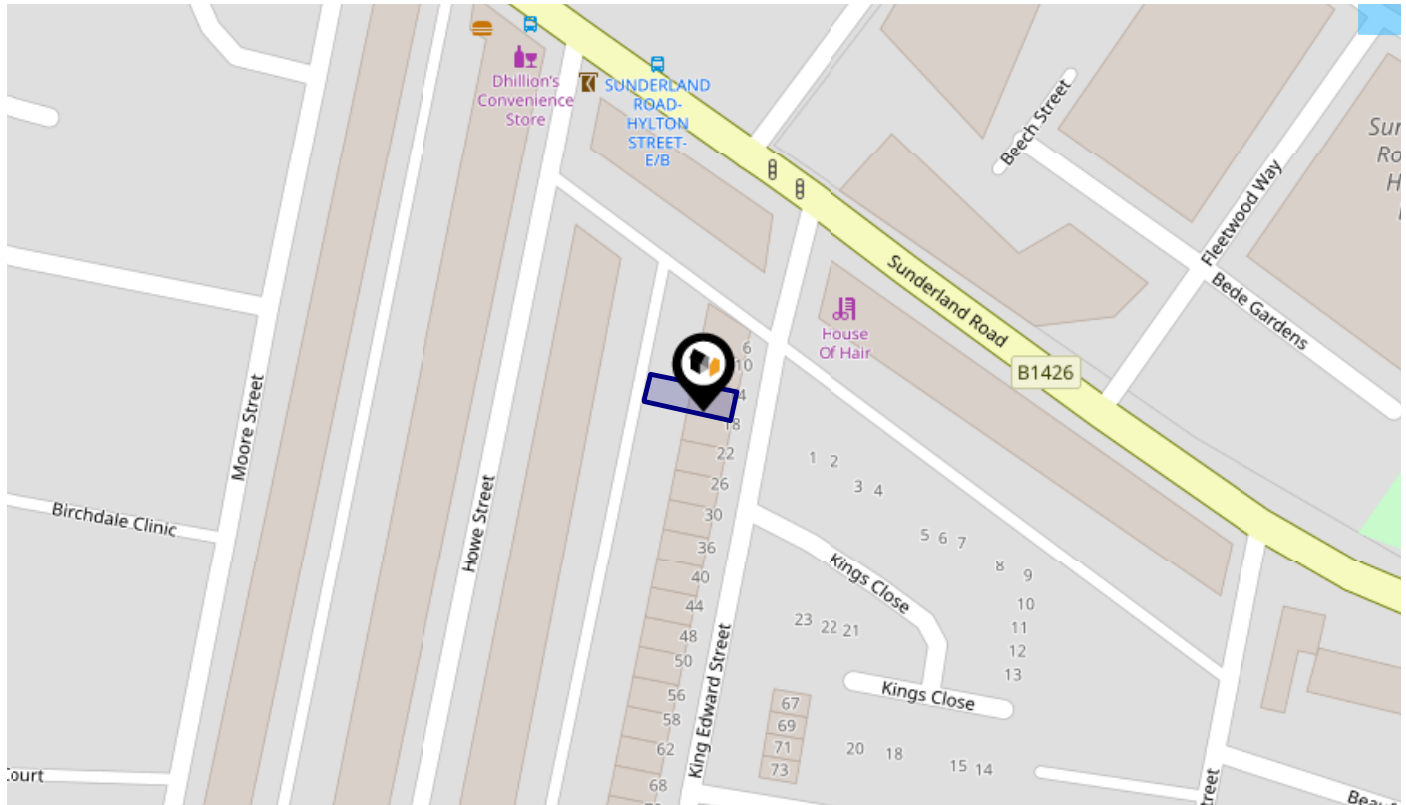 Dhillion's
Convenience
Store
SUNDERLAND
ROAD-
HYLTON
STREET-
E/B
Beech Street
Fleetwood Way
Bede Gardens
Sunderland Road
B1426
House
Of Hair
6
10
4
18
22
26
30
36
40
44
48
50
56
58
62
68
Moore Street
Birchdale Clinic
Howe Street
King Edward Street
1 2
3 4
5 6 7
8
9
10
11
12
13
Kings Close
23 22 21
Kings Close
67
69
71
73
20 18
15 14